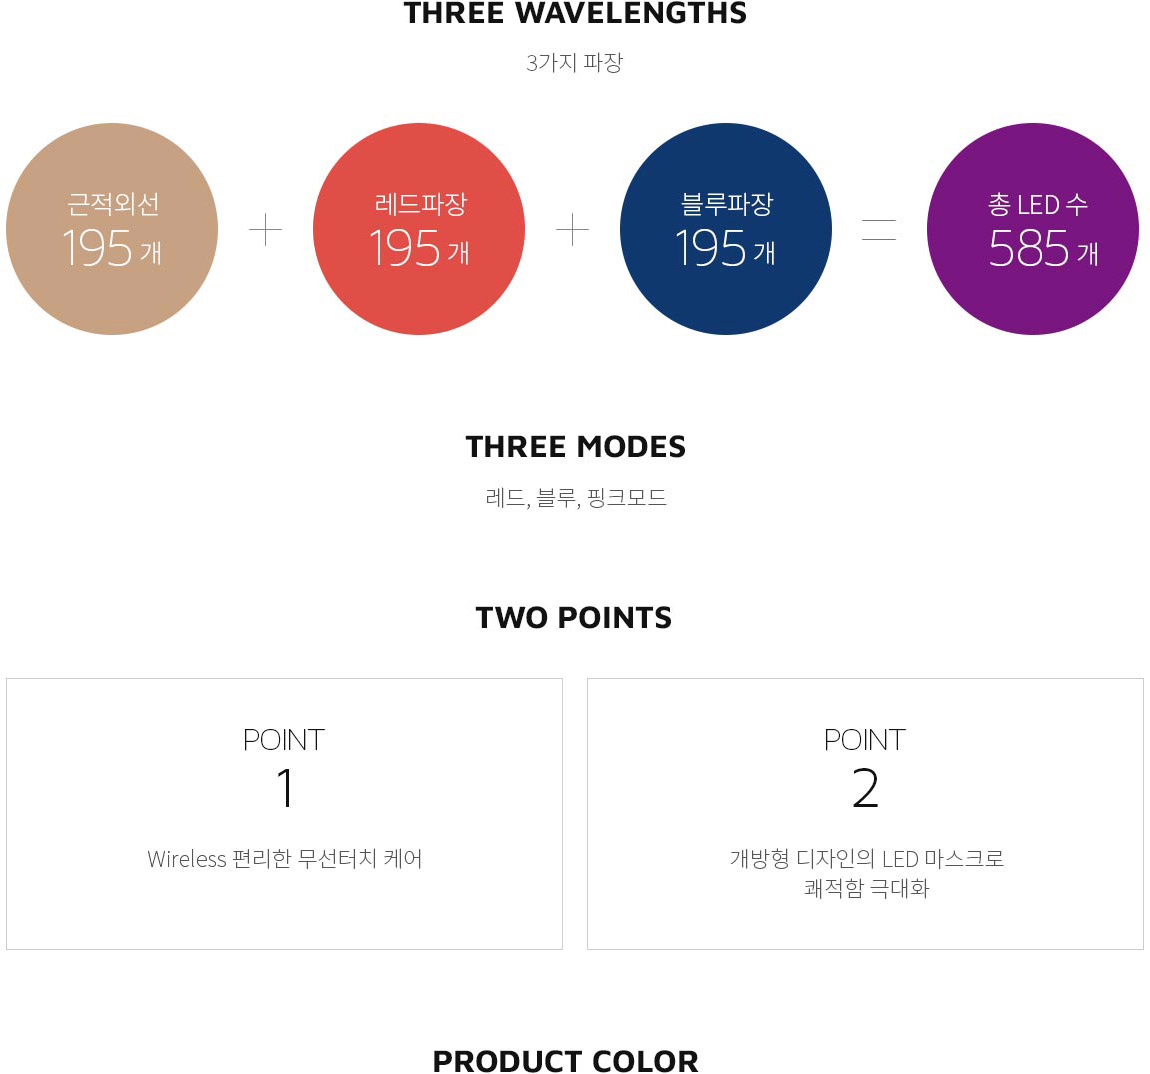 THREE WAVELENGTHS
3가지 파장
근적외선
195 개
+
레드파장
195 개
+
블루파장
195 개
=
총 LED 수
585 개
THREE MODES
레드, 블루, 핑크모드
TWO POINTS
POINT
1
Wireless 편리한 무선터치 케어
POINT
2
개방형 디자인의 LED 마스크로
쾌적함 극대화
PRODUCT COLOR